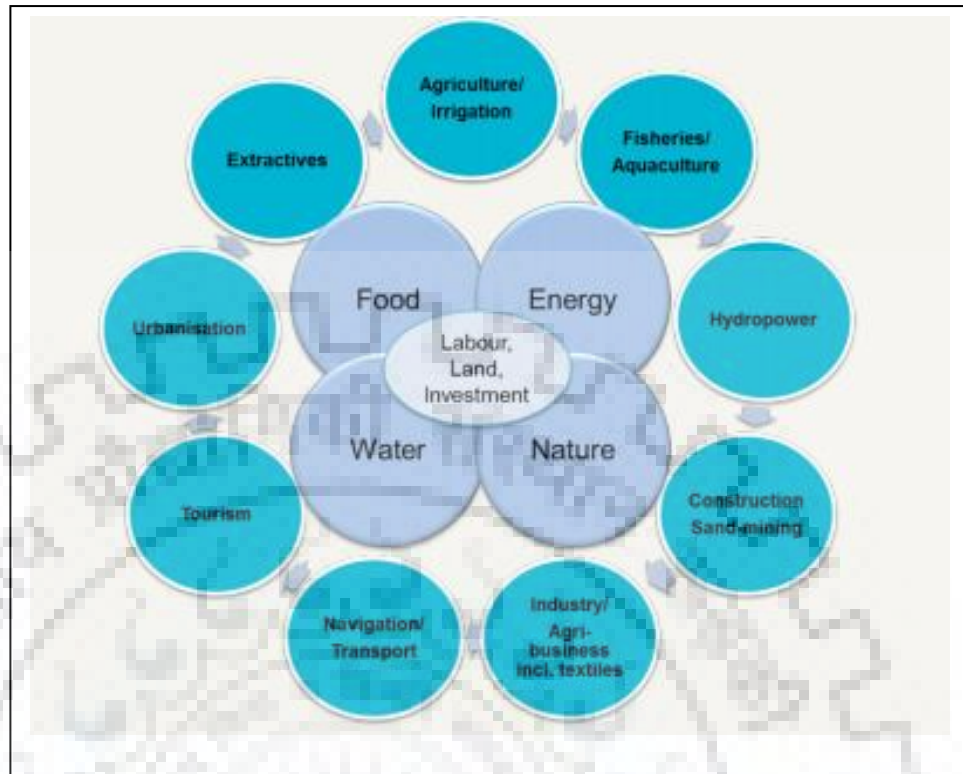 Agriculture/
Irrigation
Fisheries/
Aquaculture
Hydropower
Construction
Sand-mining
Industry/
Agri-
business
incl. textiles
Navigation/
Transport
Tourism
Urbanisation
Extractives
Food
Energy
Labour,
Land,
Investment
Water
Nature